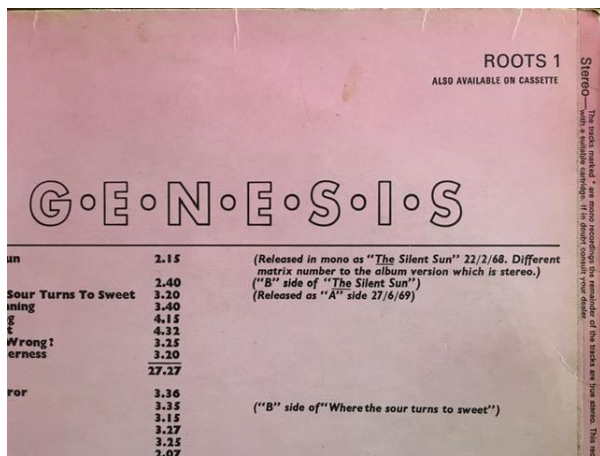 ROOTS 1
ALSO AVAILABLE ON CASSETTE
G•E•N•E•S•I•S
un 2.15 (Released in mono as "The Silent Sun" 22/2/68. Different
matrix number to the album version which is stereo.)
2.40 ("B" side of "The Silent Sun")
Sour Turns To Sweet 3.20 (Released as "A" side 27/6/69)
nning 3.40
g 4.15
t 4.32
Wrong? 3.25
erness 3.20
27.27
ror 3.36
3.35 ("B" side of "Where the sour turns to sweet")
3.15
3.27
3.25
2.07
Stereo— The tracks marked * are mono recordings the remainder of the tracks are true stereo. This rec
with a suitable cartridge. If in doubt consult your dealer.